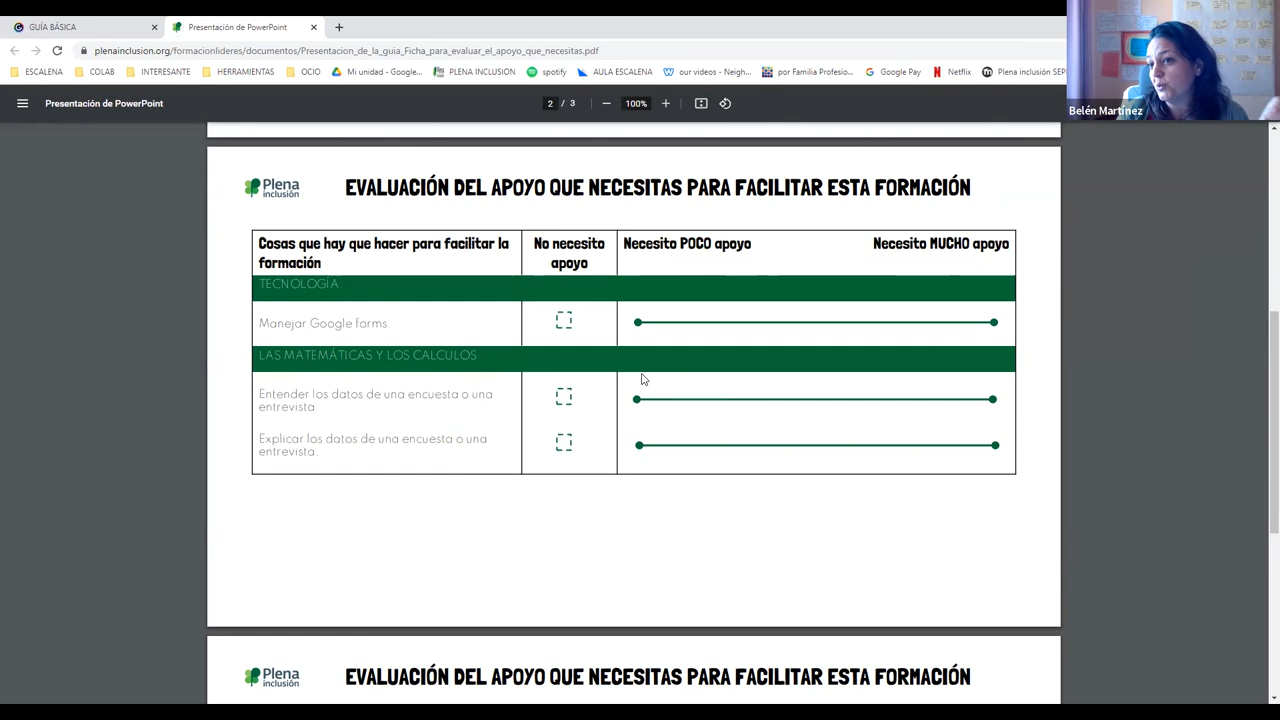 GUÍA BÁSICA
Presentación de PowerPoint
plenainclusion.org/formacionlideres/documentos/Presentacion_de_la_guia_Ficha_para_evaluar_el_apoyo_que_necesitas.pdf
ESCALENA COLAB INTERESANTE HERRAMIENTAS OCIO Mi unidad - Google... PLENA INCLUSION spotify AULA ESCALENA our videos - Neigh... por Familia Profesio... Google Pay Netflix Plena inclusión SEP
Belén Martínez
Presentación de PowerPoint 2 / 3 100%
Plena inclusión
EVALUACIÓN DEL APOYO QUE NECESITAS PARA FACILITAR ESTA FORMACIÓN
Cosas que hay que hacer para facilitar la
formación
No necesito
apoyo
Necesito POCO apoyo
Necesito MUCHO apoyo
TECNOLOGÍA
Manejar Google forms
LAS MATEMÁTICAS Y LOS CALCULOS
Entender los datos de una encuesta o una
entrevista
Explicar los datos de una encuesta o una
entrevista.
Plena inclusión
EVALUACIÓN DEL APOYO QUE NECESITAS PARA FACILITAR ESTA FORMACIÓN